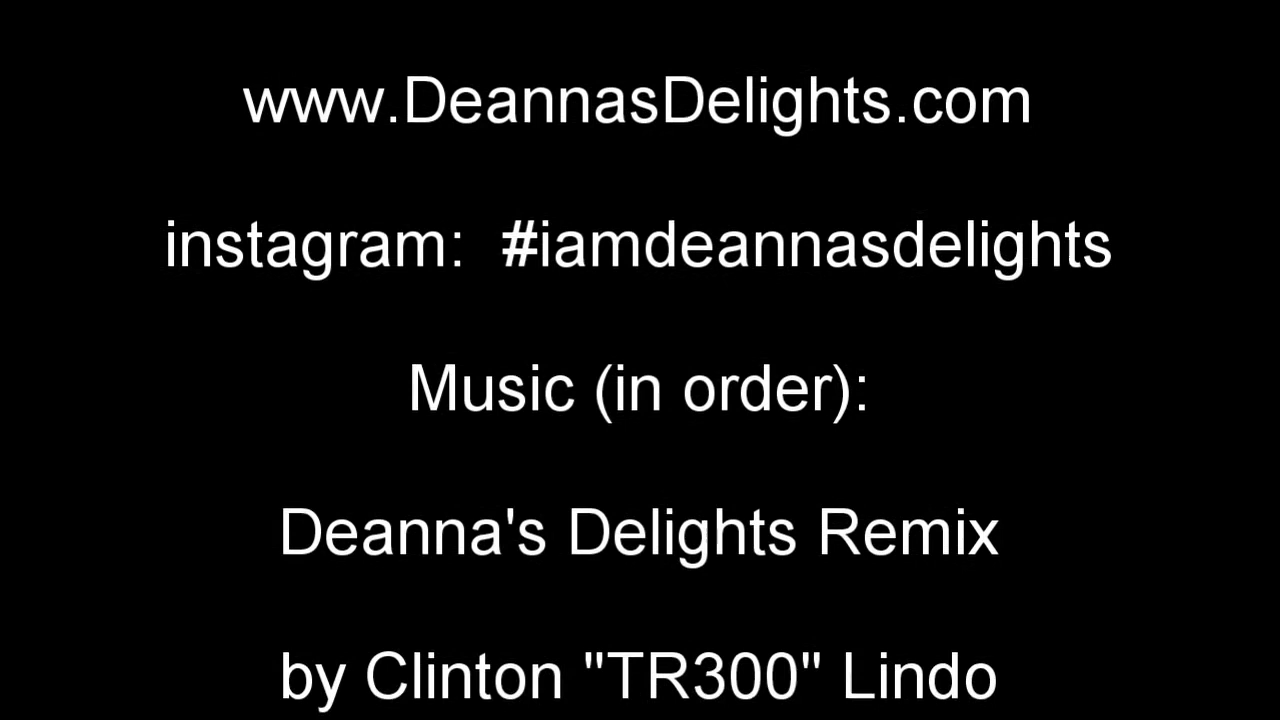 www.DeannasDelights.com
instagram:  #iamdeannasdelights
Music (in order):
Deanna's Delights Remix
by Clinton "TR300" Lindo